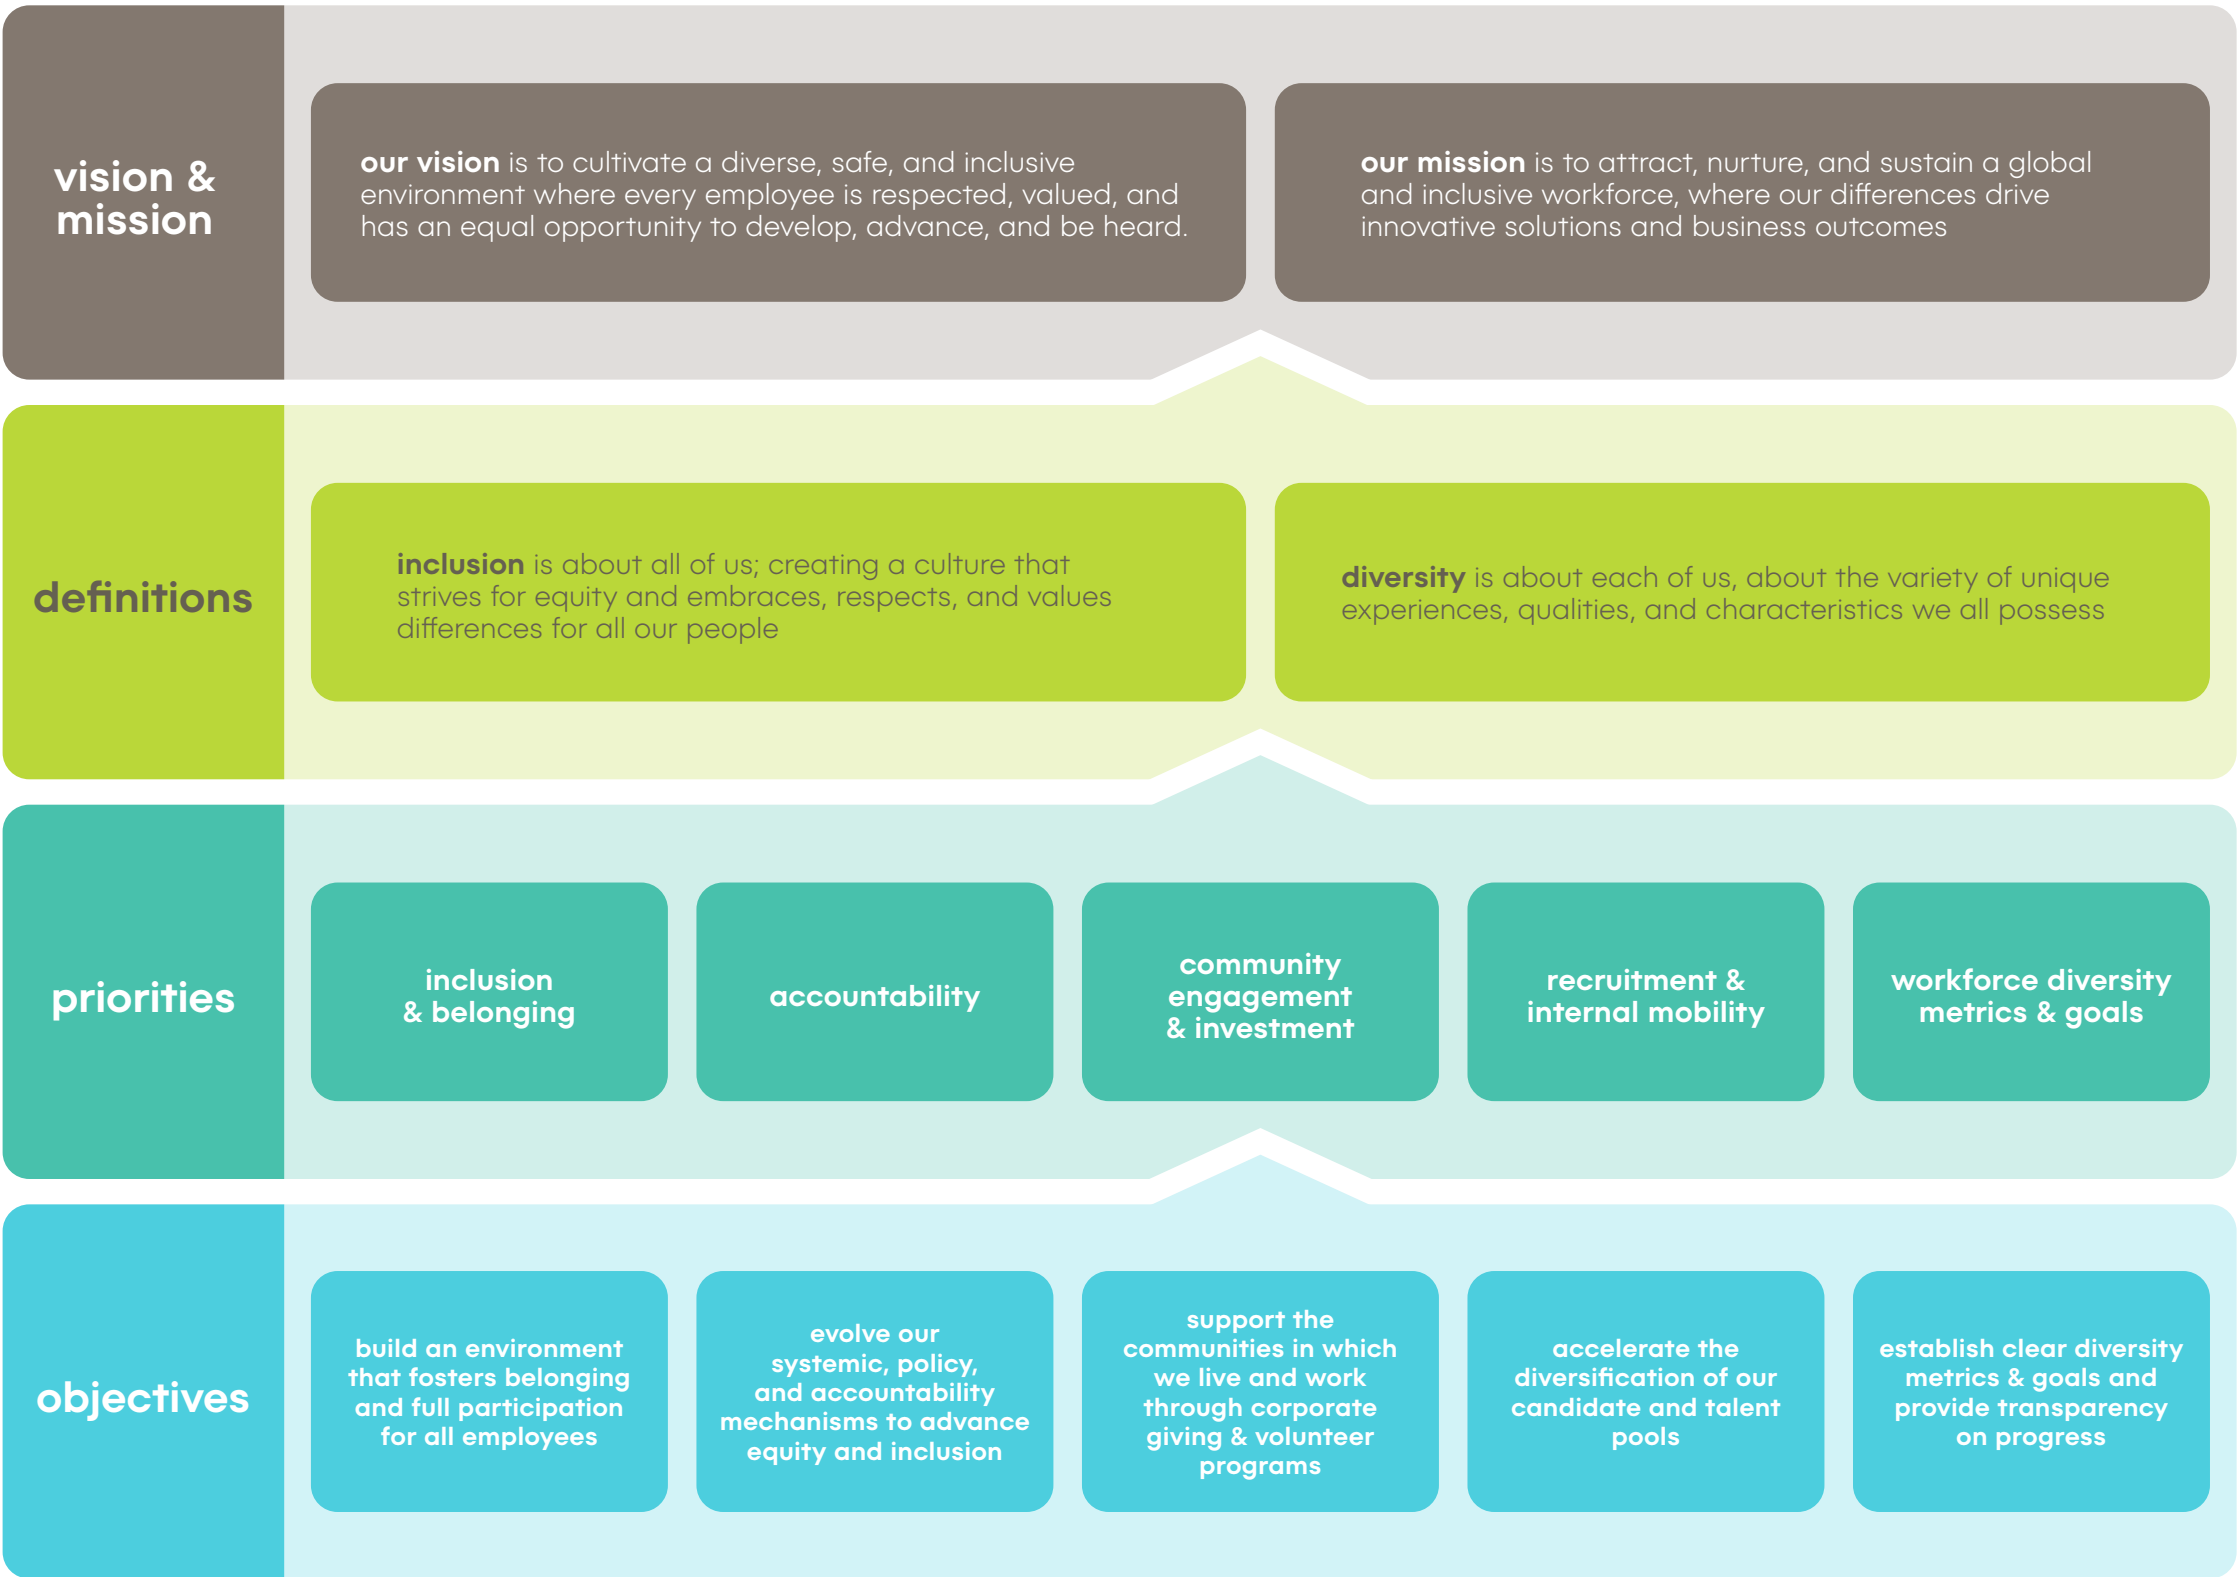 vision &
mission
our vision is to cultivate a diverse, safe, and inclusive
environment where every employee is respected, valued, and
has an equal opportunity to develop, advance, and be heard.
our mission is to attract, nurture, and sustain a global
and inclusive workforce, where our differences drive
innovative solutions and business outcomes
definitions
inclusion is about all of us; creating a culture that
strives for equity and embraces, respects, and values
differences for all our people
diversity is about each of us, about the variety of unique
experiences, qualities, and characteristics we all possess
priorities
inclusion
& belonging
accountability
community
engagement
& investment
recruitment &
internal mobility
workforce diversity
metrics & goals
objectives
build an environment
that fosters belonging
and full participation
for all employees
evolve our
systemic, policy,
and accountability
mechanisms to advance
equity and inclusion
support the
communities in which
we live and work
through corporate
giving & volunteer
programs
accelerate the
diversification of our
candidate and talent
pools
establish clear diversity
metrics & goals and
provide transparency
on progress